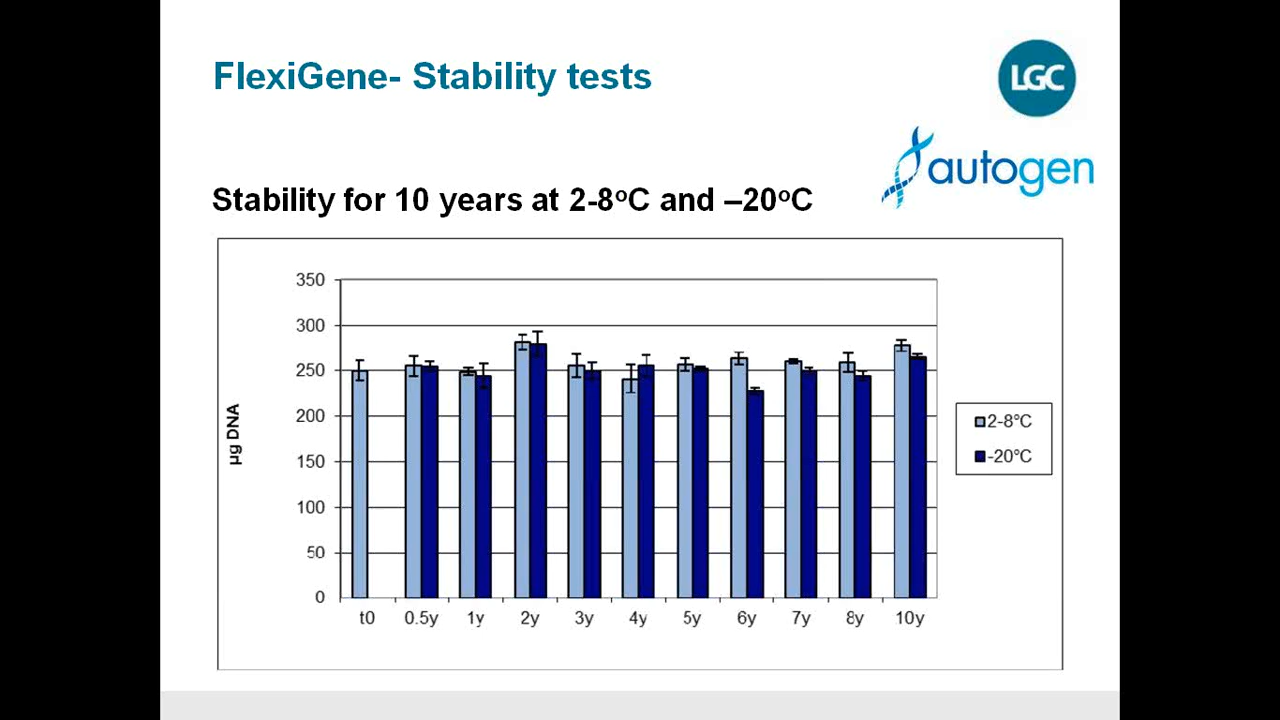 FlexiGene- Stability tests
LGC
autogen
Stability for 10 years at 2-8ºC and –20ºC
350
300
250
200
150
100
50
0
µg DNA
t0 0.5y 1y 2y 3y 4y 5y 6y 7y 8y 10y
2-8°C
-20°C